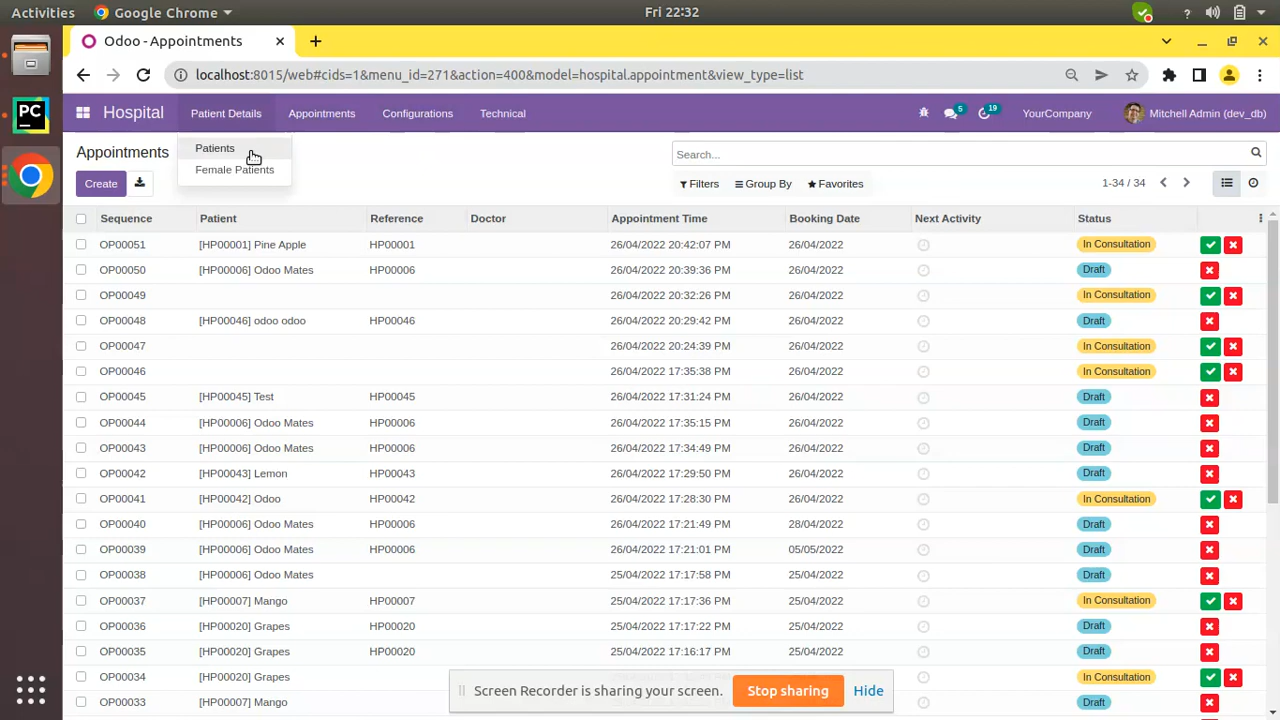 Activities Google Chrome Fri 22:32 ?
Odoo - Appointments
localhost:8015/web#cids=1&menu_id=271&action=400&model=hospital.appointment&view_type=list
PC
Hospital Patient Details Appointments Configurations Technical 5 19 YourCompany Mitchell Admin (dev_db)
Appointments Patients Search...
Female Patients
Create Filters Group By Favorites 1-34 / 34
Sequence Patient Reference Doctor Appointment Time Booking Date Next Activity Status
OP00051 [HP00001] Pine Apple HP00001 26/04/2022 20:42:07 PM 26/04/2022 In Consultation
OP00050 [HP00006] Odoo Mates HP00006 26/04/2022 20:39:36 PM 26/04/2022 Draft
OP00049 26/04/2022 20:32:26 PM 26/04/2022 In Consultation
OP00048 [HP00046] odoo odoo HP00046 26/04/2022 20:29:42 PM 26/04/2022 Draft
OP00047 26/04/2022 20:24:39 PM 26/04/2022 In Consultation
OP00046 26/04/2022 17:35:38 PM 26/04/2022 In Consultation
OP00045 [HP00045] Test HP00045 26/04/2022 17:31:24 PM 26/04/2022 Draft
OP00044 [HP00006] Odoo Mates HP00006 26/04/2022 17:35:15 PM 26/04/2022 Draft
OP00043 [HP00006] Odoo Mates HP00006 26/04/2022 17:34:49 PM 26/04/2022 Draft
OP00042 [HP00043] Lemon HP00043 26/04/2022 17:29:50 PM 26/04/2022 Draft
OP00041 [HP00042] Odoo HP00042 26/04/2022 17:28:30 PM 26/04/2022 In Consultation
OP00040 [HP00006] Odoo Mates HP00006 26/04/2022 17:21:49 PM 28/04/2022 Draft
OP00039 [HP00006] Odoo Mates HP00006 26/04/2022 17:21:01 PM 05/05/2022 Draft
OP00038 [HP00006] Odoo Mates 25/04/2022 17:17:58 PM 25/04/2022 Draft
OP00037 [HP00007] Mango HP00007 25/04/2022 17:17:36 PM 25/04/2022 In Consultation
OP00036 [HP00020] Grapes HP00020 25/04/2022 17:17:22 PM 25/04/2022 Draft
OP00035 [HP00020] Grapes HP00020 25/04/2022 17:16:17 PM 25/04/2022 Draft
OP00034 [HP00020] Grapes In Consultation
OP00033 [HP00007] Mango Draft
Screen Recorder is sharing your screen. Stop sharing Hide